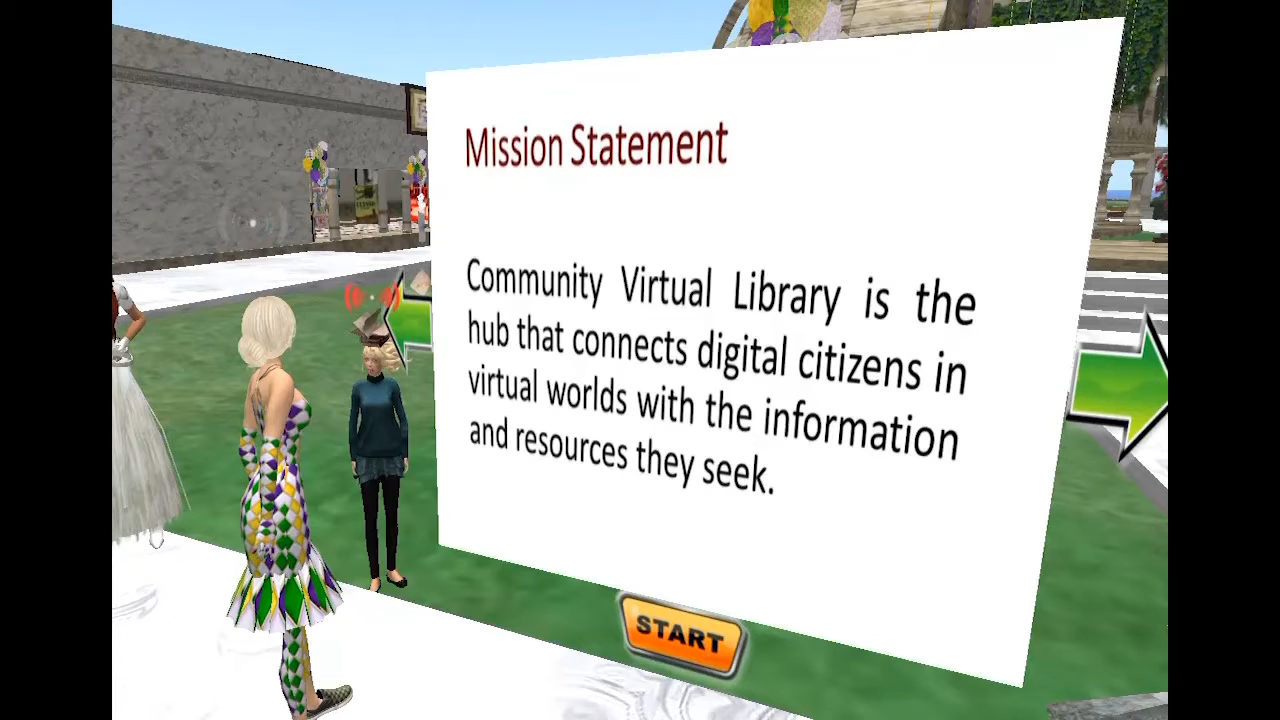 Mission Statement
Community Virtual Library is the
hub that connects digital citizens in
virtual worlds with the information
and resources they seek.
START